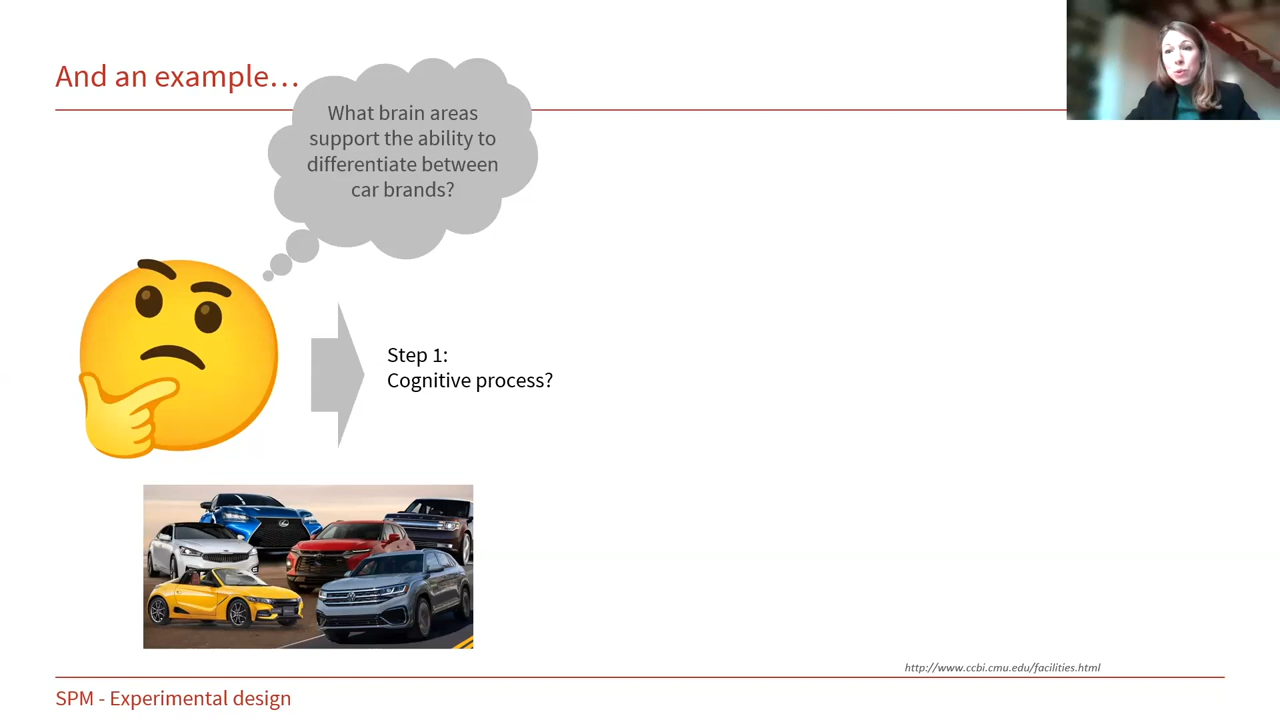 And an example…
What brain areas
support the ability to
differentiate between
car brands?
Step 1:
Cognitive process?
http://www.ccbi.cmu.edu/facilities.html
SPM - Experimental design